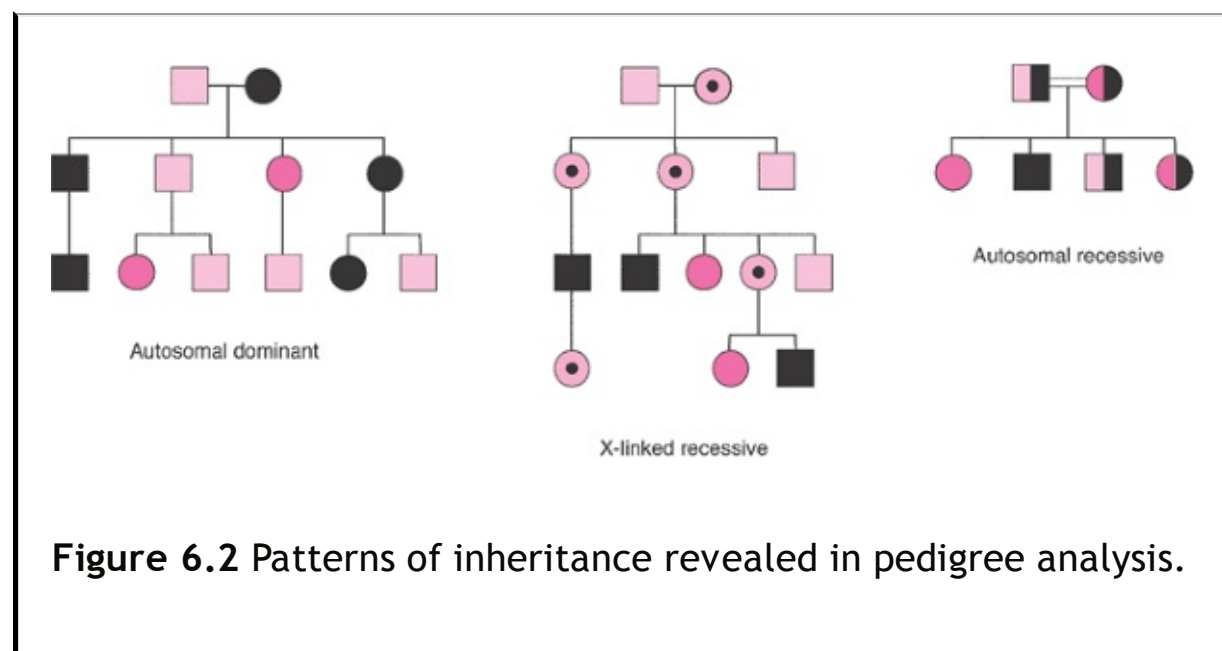 Autosomal dominant
X-linked recessive
Autosomal recessive
Figure 6.2 Patterns of inheritance revealed in pedigree analysis.